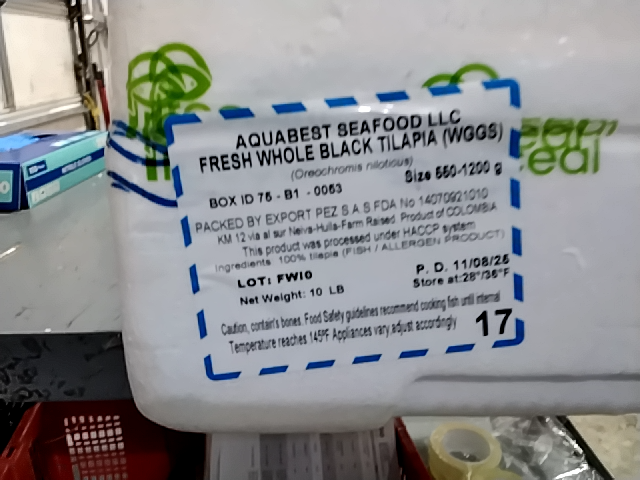 AQUABEST SEAFOOD LLC
FRESH WHOLE BLACK TILAPIA (WGGS)
(Oreochromis niloticus)
Size 550-1200 g
BOX ID 75 - B1 - 0053
PACKED BY EXPORT PEZ S.A.S. FDA No 14070921010
KM 12 via al sur Neiva-Huila-Farm Raised Product of COLOMBIA
This product was processed under HACCP system
Ingredients 100% tilapia (FISH / ALLERGEN PRODUCT)
LOT: FWI0
P. D. 11/08/25
Net Weight: 10 LB
Store at:28°/36°F
Caution, contain's bones. Food Safety guidelines recommend cooking fish until internal
Temperature reaches 145°F Appliances vary,adjust accordingly
17
seal